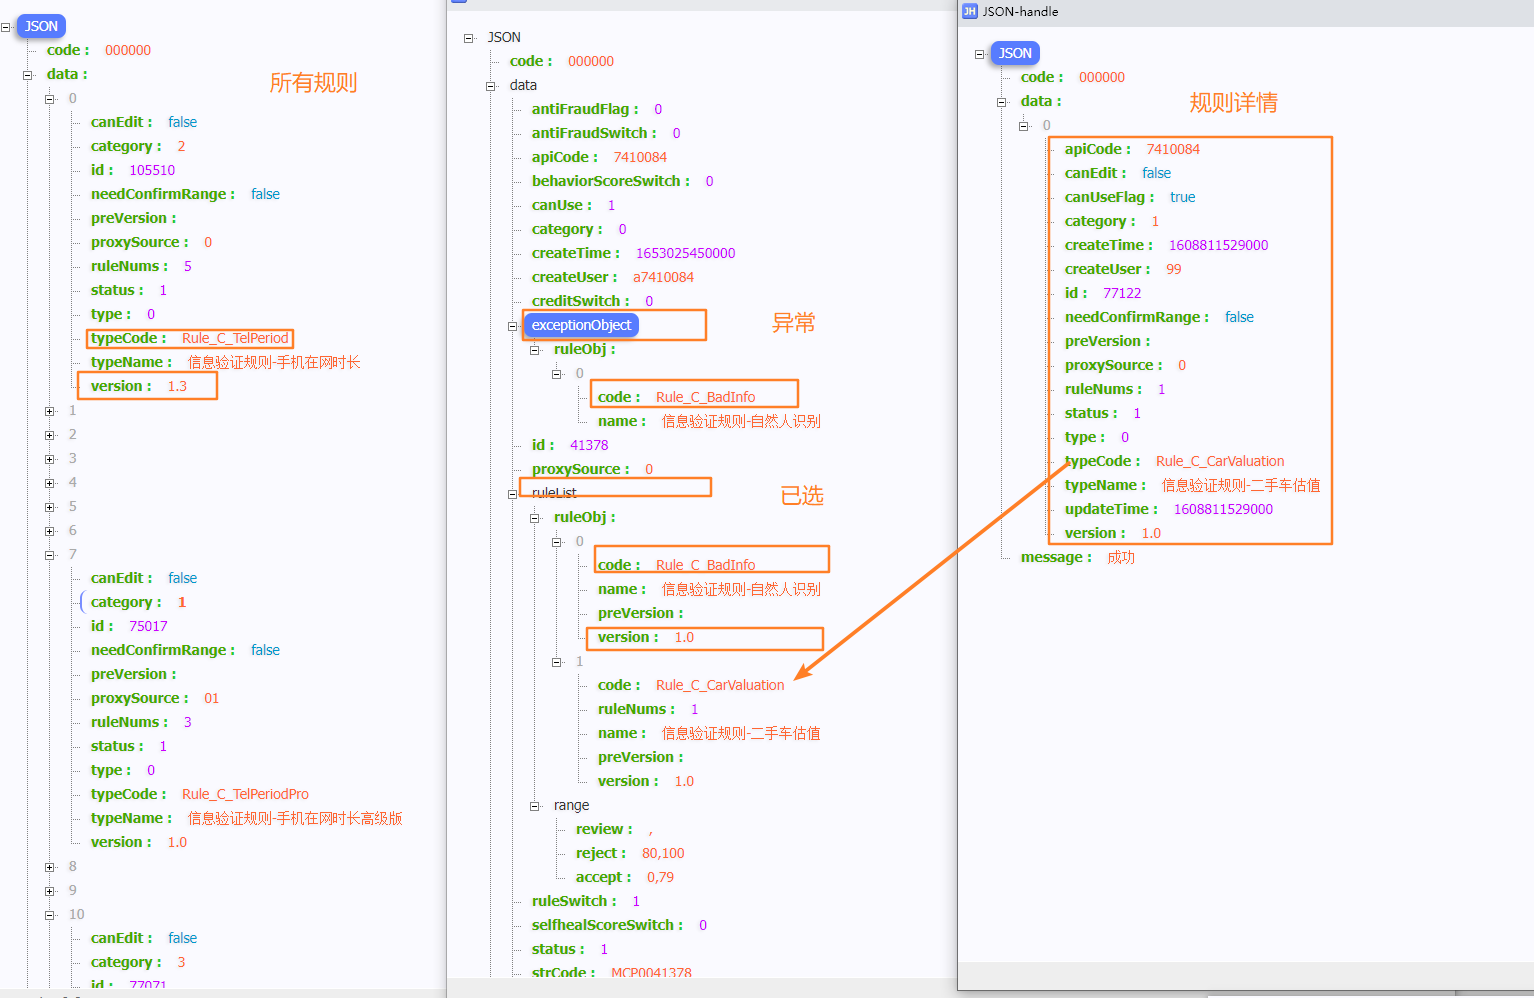 JSON
code : 000000
data :
所有规则
0
canEdit : false
category : 2
id : 105510
needConfirmRange : false
preVersion :
proxySource : 0
ruleNums : 5
status : 1
type : 0
typeCode : Rule_C_TelPeriod
typeName : 信息验证规则-手机在网时长
version : 1.3
1
2
3
4
5
6
7
canEdit : false
category : 1
id : 75017
needConfirmRange : false
preVersion :
proxySource : 01
ruleNums : 3
status : 1
type : 0
typeCode : Rule_C_TelPeriodPro
typeName : 信息验证规则-手机在网时长高级版
version : 1.0
8
9
10
canEdit : false
category : 3
id : 77071
JSON
code : 000000
data
antiFraudFlag : 0
antiFraudSwitch : 0
apiCode : 7410084
behaviorScoreSwitch : 0
canUse : 1
category : 0
createTime : 1653025450000
createUser : a7410084
creditSwitch : 0
exceptionObject
异常
ruleObj :
0
code : Rule_C_BadInfo
name : 信息验证规则-自然人识别
id : 41378
proxySource : 0
ruleList
已选
ruleObj :
0
code : Rule_C_BadInfo
name : 信息验证规则-自然人识别
preVersion :
version : 1.0
1
code : Rule_C_CarValuation
ruleNums : 1
name : 信息验证规则-二手车估值
preVersion :
version : 1.0
range
review : ,
reject : 80,100
accept : 0,79
ruleSwitch : 1
selfhealScoreSwitch : 0
status : 1
strCode : MCP0041378
JH JSON-handle
JSON
code : 000000
data :
规则详情
0
apiCode : 7410084
canEdit : false
canUseFlag : true
category : 1
createTime : 1608811529000
createUser : 99
id : 77122
needConfirmRange : false
preVersion :
proxySource : 0
ruleNums : 1
status : 1
type : 0
typeCode : Rule_C_CarValuation
typeName : 信息验证规则-二手车估值
updateTime : 1608811529000
version : 1.0
message : 成功